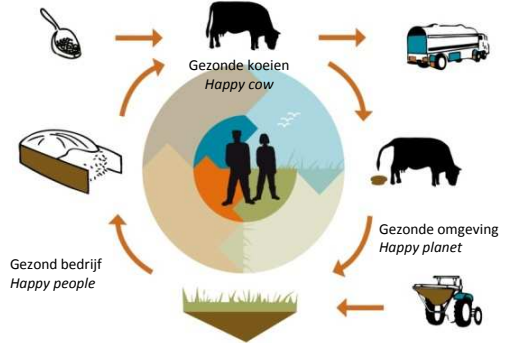 Gezonde koeien
Happy cow
Gezonde omgeving
Happy planet
Gezond bedrijf
Happy people